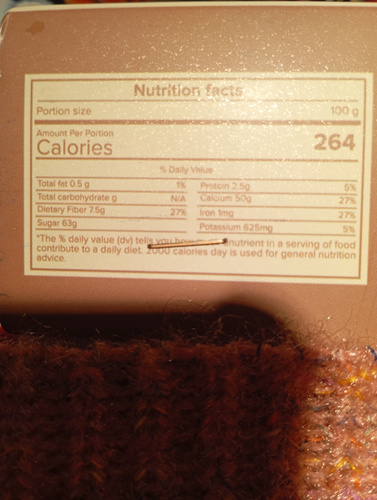 Nutrition facts
Portion size 100 g
Amount Per Portion
Calories 264
% Daily Value
Total fat 0.5 g 1% Protein 2.5g 5%
Total carbohydrate g N/A Calcium 50g 27%
Dietary Fiber 7.5g 27% Iron 1mg 27%
Sugar 63g Potassium 625mg 5%
*The % daily value (dv) tells you nutrient in a serving of food
contribute to a daily diet. 2000 calories day is used for general nutrition
advice.